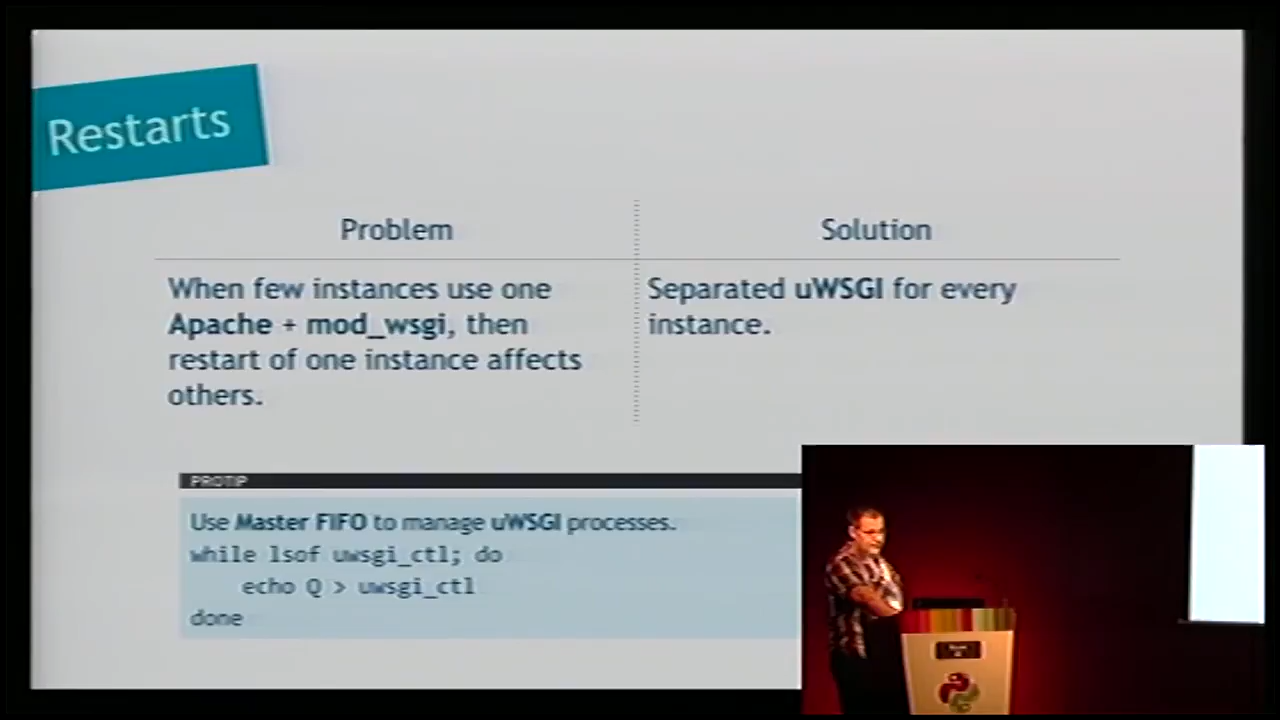 Restarts
Problem
Solution
When few instances use one
Apache + mod_wsgi, then
restart of one instance affects
others.
Separated uWSGI for every
instance.
PROTIP
Use Master FIFO to manage uWSGI processes.
while lsof uwsgi_ctl; do
echo Q > uwsgi_ctl
done